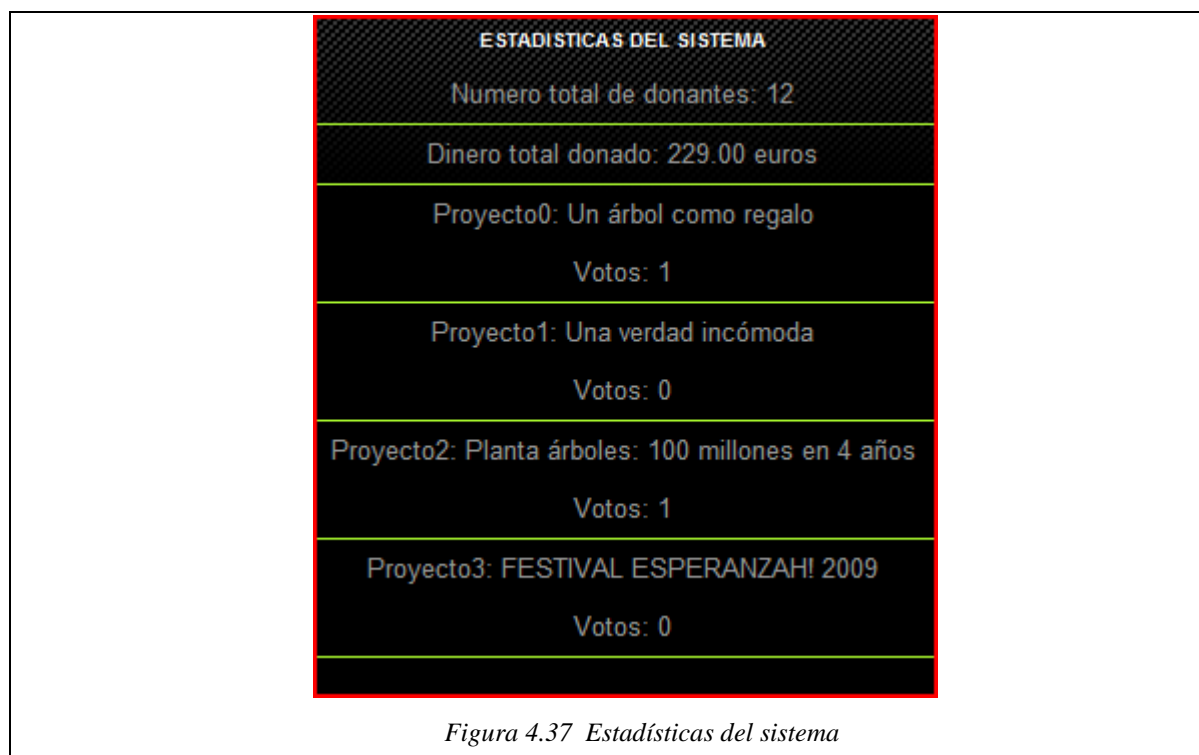 ESTADISTICAS DEL SISTEMA
Numero total de donantes: 12
Dinero total donado: 229.00 euros
Proyecto0: Un árbol como regalo
Votos: 1
Proyecto1: Una verdad incómoda
Votos: 0
Proyecto2: Planta árboles: 100 millones en 4 años
Votos: 1
Proyecto3: FESTIVAL ESPERANZAH! 2009
Votos: 0
Figura 4.37 Estadísticas del sistema